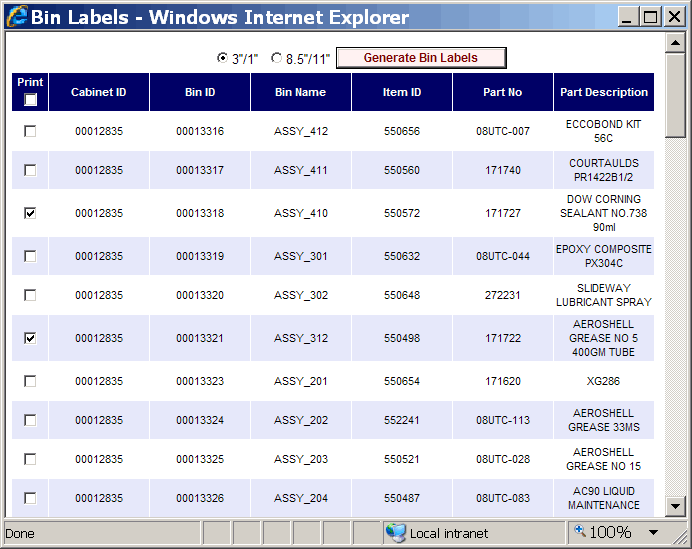 Bin Labels - Windows Internet Explorer
3"/1" 8.5"/11" Generate Bin Labels
Print Cabinet ID Bin ID Bin Name Item ID Part No Part Description
00012835 00013316 ASSY_412 550656 08UTC-007 ECCOBOND KIT
56C
00012835 00013317 ASSY_411 550560 171740 COURTAULDS
PR1422B1/2
00012835 00013318 ASSY_410 550572 171727 DOW CORNING
SEALANT NO.738
90ml
00012835 00013319 ASSY_301 550632 08UTC-044 EPOXY COMPOSITE
PX304C
00012835 00013320 ASSY_302 550648 272231 SLIDEWAY
LUBRICANT SPRAY
00012835 00013321 ASSY_312 550498 171722 AEROSHELL
GREASE NO 5
400GM TUBE
00012835 00013323 ASSY_201 550654 171620 XG286
00012835 00013324 ASSY_202 552241 08UTC-113 AEROSHELL
GREASE 33MS
00012835 00013325 ASSY_203 550521 08UTC-028 AEROSHELL
GREASE NO 15
00012835 00013326 ASSY_204 550487 08UTC-083 AC90 LIQUID
MAINTENANCE
Done Local intranet 100%